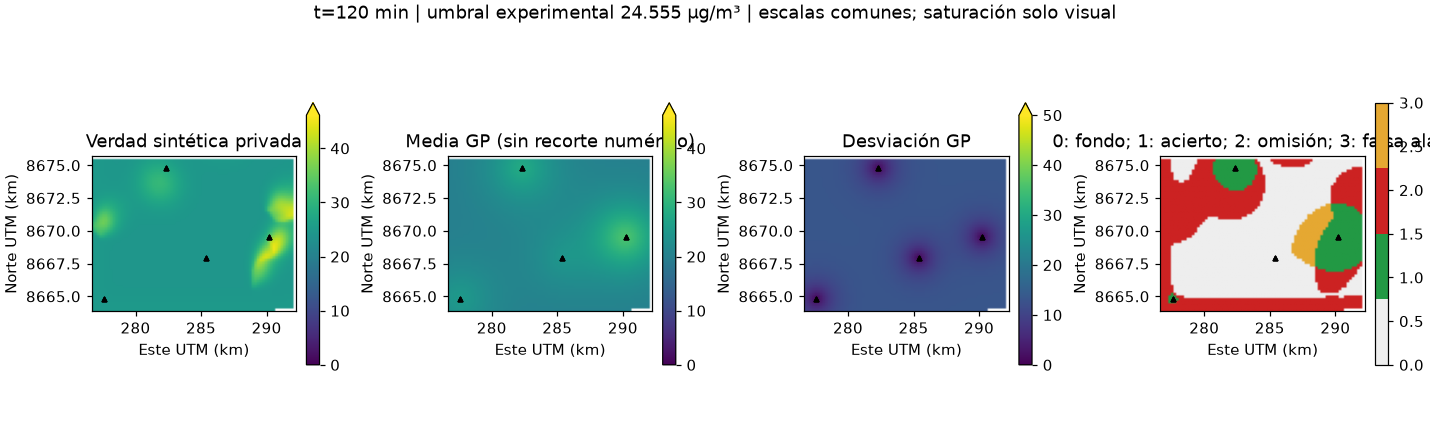 t=120 min | umbral experimental 24.555 µg/m³ | escalas comunes; saturación solo visual
Verdad sintética privada
Norte UTM (km)
8675.0
8672.5
8670.0
8667.5
8665.0
280 285 290
Este UTM (km)
40
30
20
10
0
Media GP (sin recorte numérico)
Norte UTM (km)
8675.0
8672.5
8670.0
8667.5
8665.0
280 285 290
Este UTM (km)
40
30
20
10
0
Desviación GP
Norte UTM (km)
8675.0
8672.5
8670.0
8667.5
8665.0
280 285 290
Este UTM (km)
50
40
30
20
10
0
0: fondo; 1: acierto; 2: omisión; 3: falsa ala
Norte UTM (km)
8675.0
8672.5
8670.0
8667.5
8665.0
280 285 290
Este UTM (km)
3.0
2.5
2.0
1.5
1.0
0.5
0.0